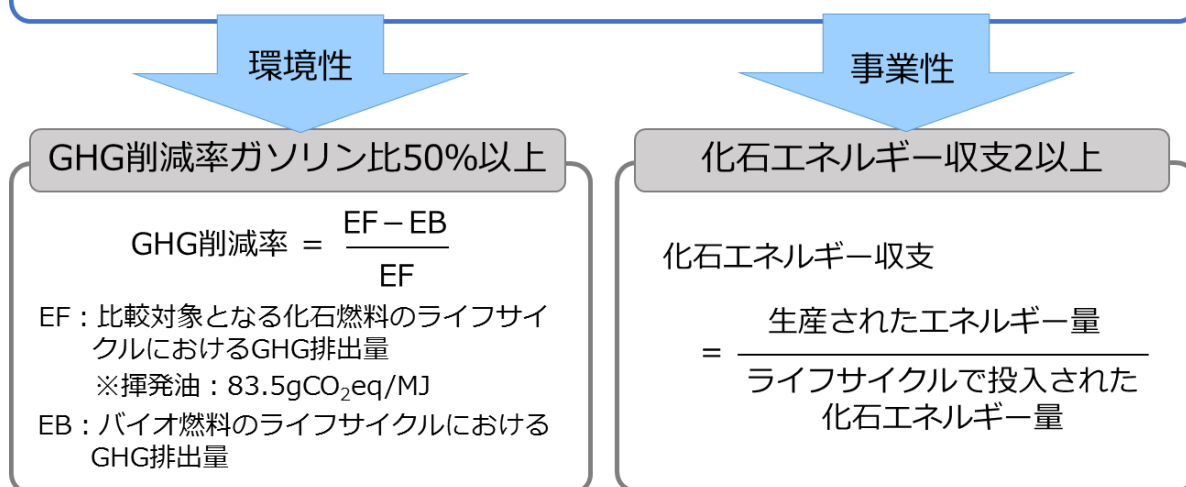 環境性
事業性
GHG削減率ガソリン比50%以上
GHG削減率 = EF－EB
EF
EF：比較対象となる化石燃料のライフサイ
クルにおけるGHG排出量
※揮発油：83.5gCO₂eq/MJ
EB：バイオ燃料のライフサイクルにおける
GHG排出量
化石エネルギー収支2以上
化石エネルギー収支
= 生産されたエネルギー量
ライフサイクルで投入された
化石エネルギー量